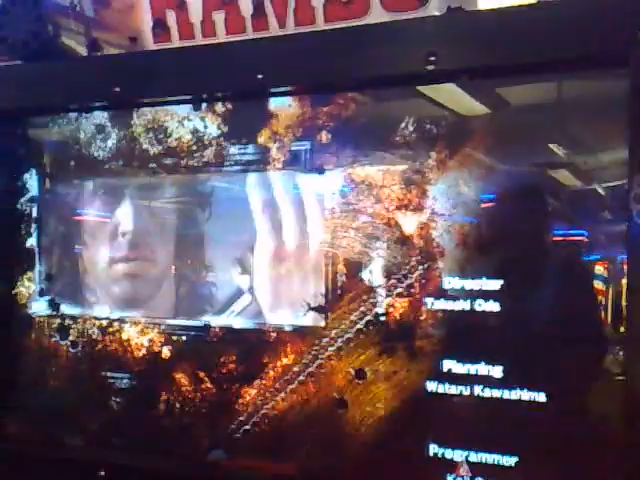 RAMBO
Director
Takashi Oda
Planning
Wataru Kawashima
Programmer